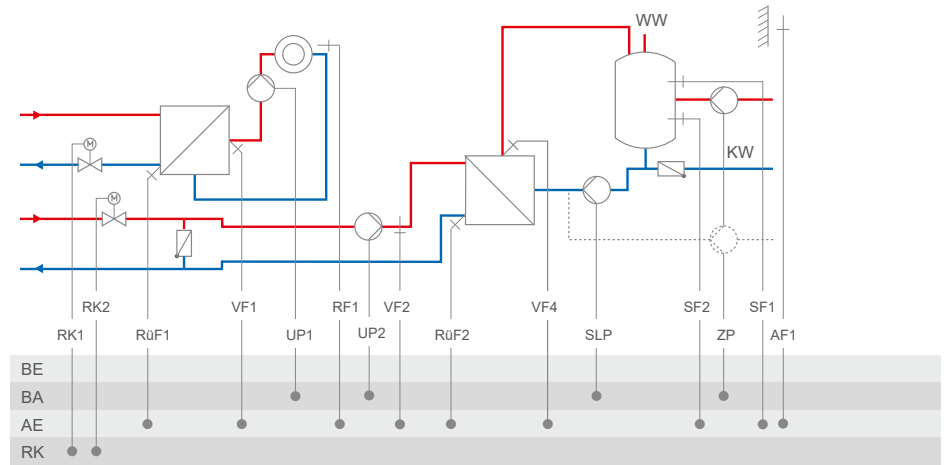 WW
M
KW
M
RK2 VF1 RF1 VF2 VF4 SF2 SF1
RK1 RüF1 UP1 UP2 RüF2 SLP ZP AF1
BE
BA
AE
RK